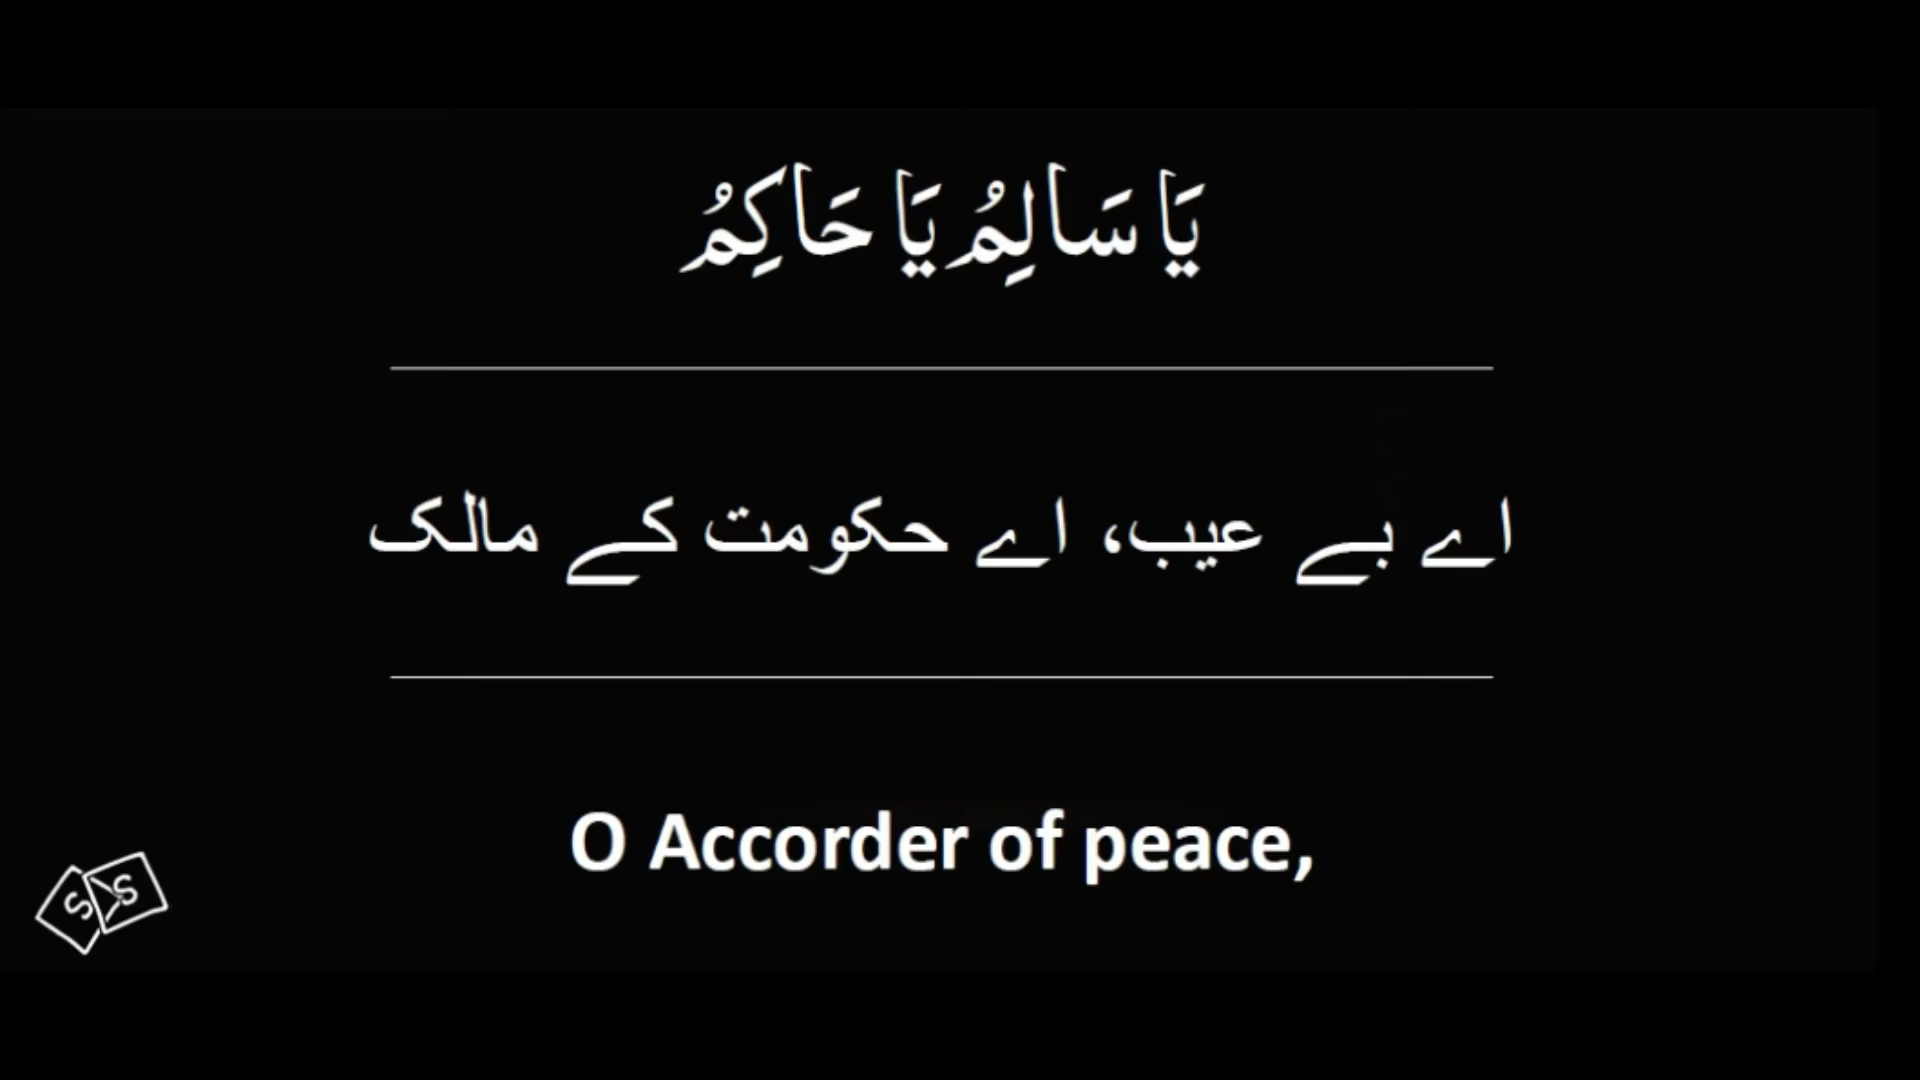 يَا سَالِمُ يَا حَاكِمُ
اے بے عیب، اے حکومت کے مالک
O Accorder of peace,
S S